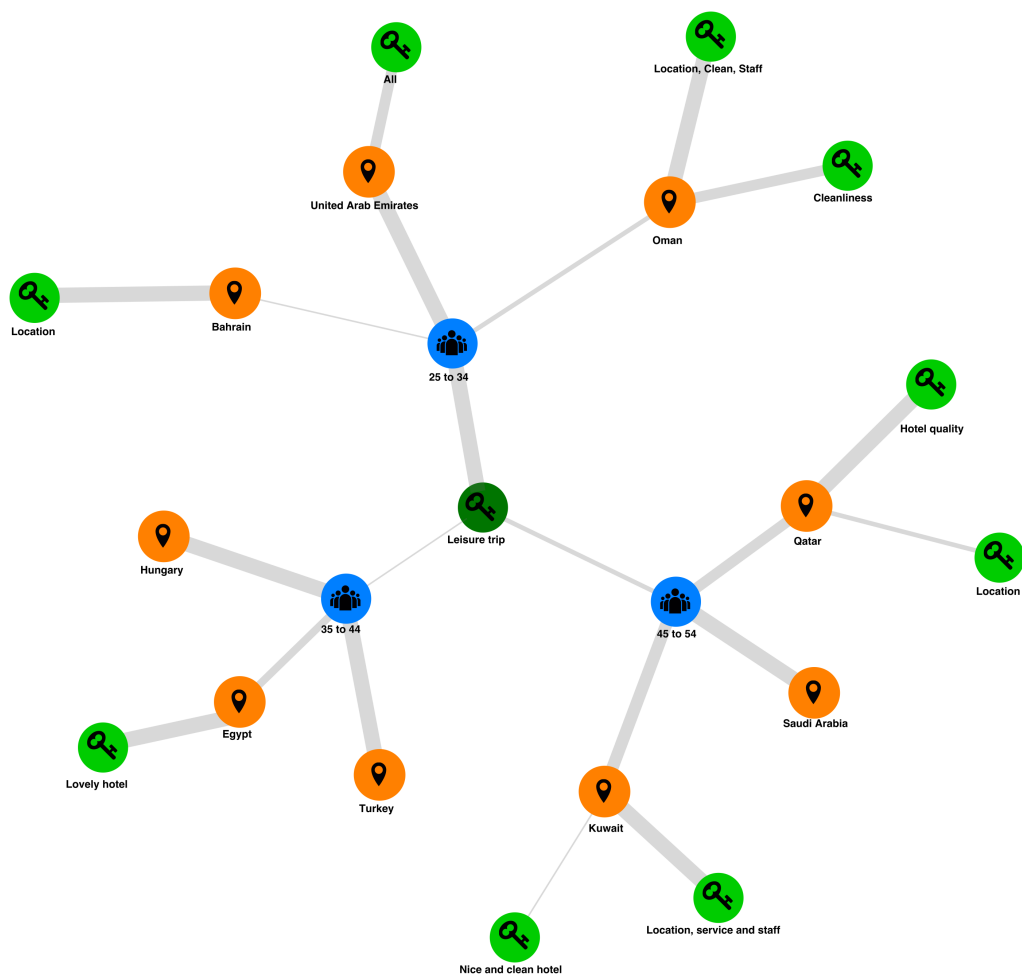 All
Location, Clean, Staff
Cleanliness
United Arab Emirates
Oman
Location
Bahrain
25 to 34
Hotel quality
Leisure trip
Qatar
Hungary
Location
35 to 44
45 to 54
Saudi Arabia
Egypt
Lovely hotel
Turkey
Kuwait
Location, service and staff
Nice and clean hotel